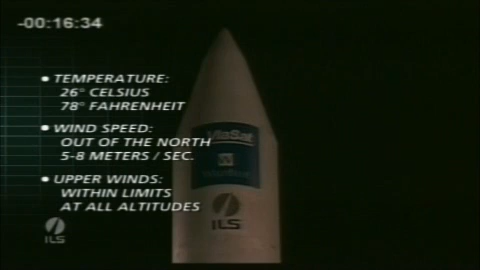 -00:16:34
• TEMPERATURE:
26° CELSIUS
78° FAHRENHEIT
• WIND SPEED:
OUT OF THE NORTH
5-8 METERS / SEC.
• UPPER WINDS:
WITHIN LIMITS
AT ALL ALTITUDES
ILS
ViaSat
ILS